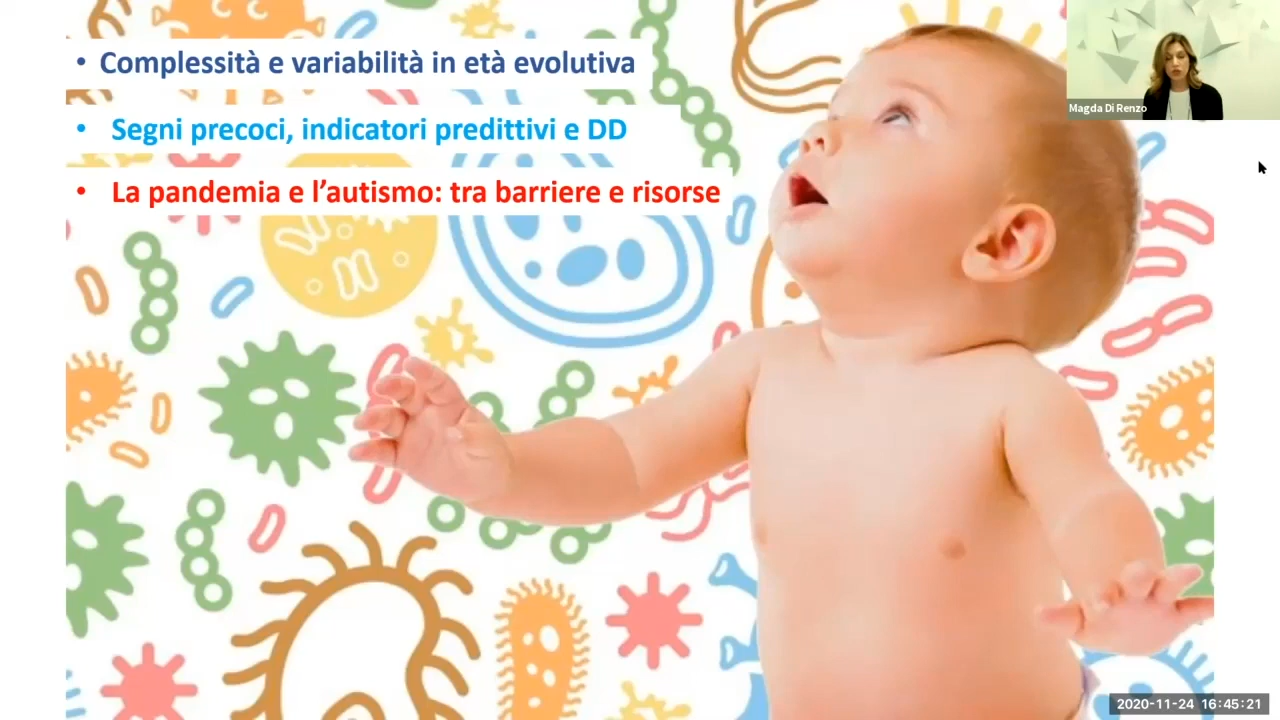 • Complessità e variabilità in età evolutiva
• Segni precoci, indicatori predittivi e DD
• La pandemia e l'autismo: tra barriere e risorse
Magda Di Renzo
2020-11-24 16:45:21